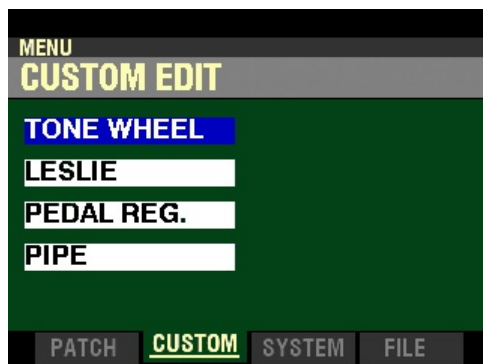 MENU
CUSTOM EDIT
TONE WHEEL
LESLIE
PEDAL REG.
PIPE
PATCH CUSTOM SYSTEM FILE